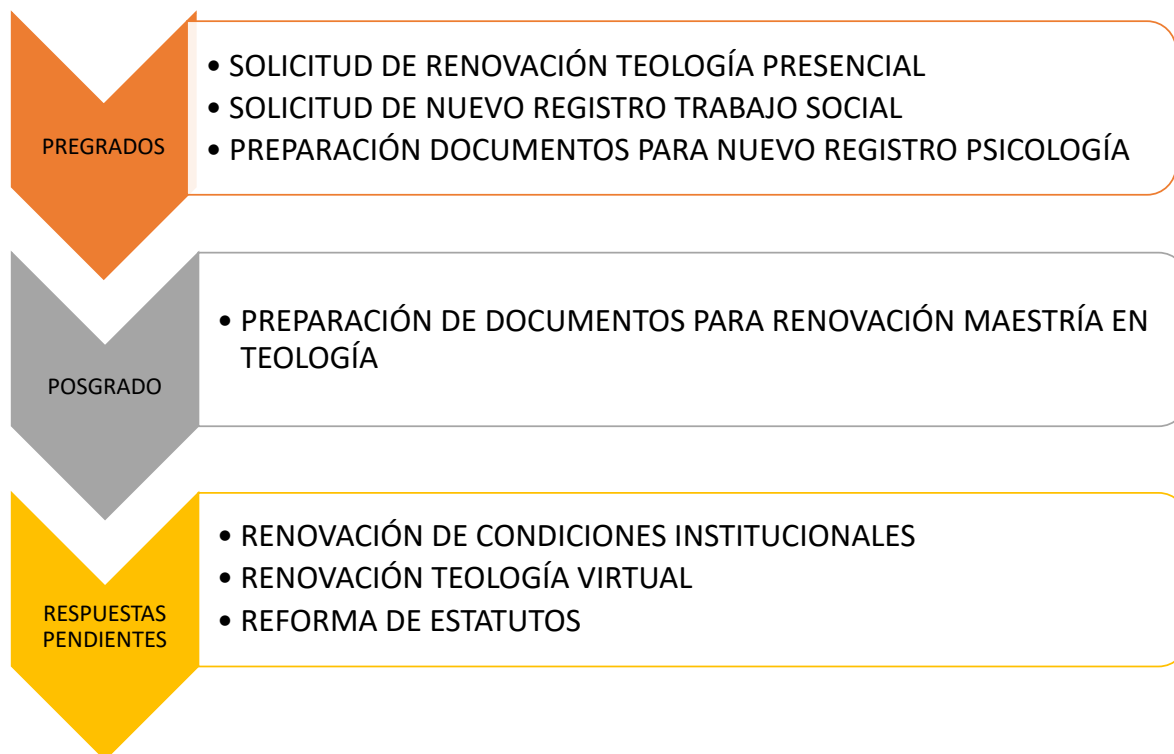 PREGRADOS
• SOLICITUD DE RENOVACIÓN TEOLOGÍA PRESENCIAL
• SOLICITUD DE NUEVO REGISTRO TRABAJO SOCIAL
• PREPARACIÓN DOCUMENTOS PARA NUEVO REGISTRO PSICOLOGÍA
POSGRADO
• PREPARACIÓN DE DOCUMENTOS PARA RENOVACIÓN MAESTRÍA EN
TEOLOGÍA
RESPUESTAS
PENDIENTES
• RENOVACIÓN DE CONDICIONES INSTITUCIONALES
• RENOVACIÓN TEOLOGÍA VIRTUAL
• REFORMA DE ESTATUTOS